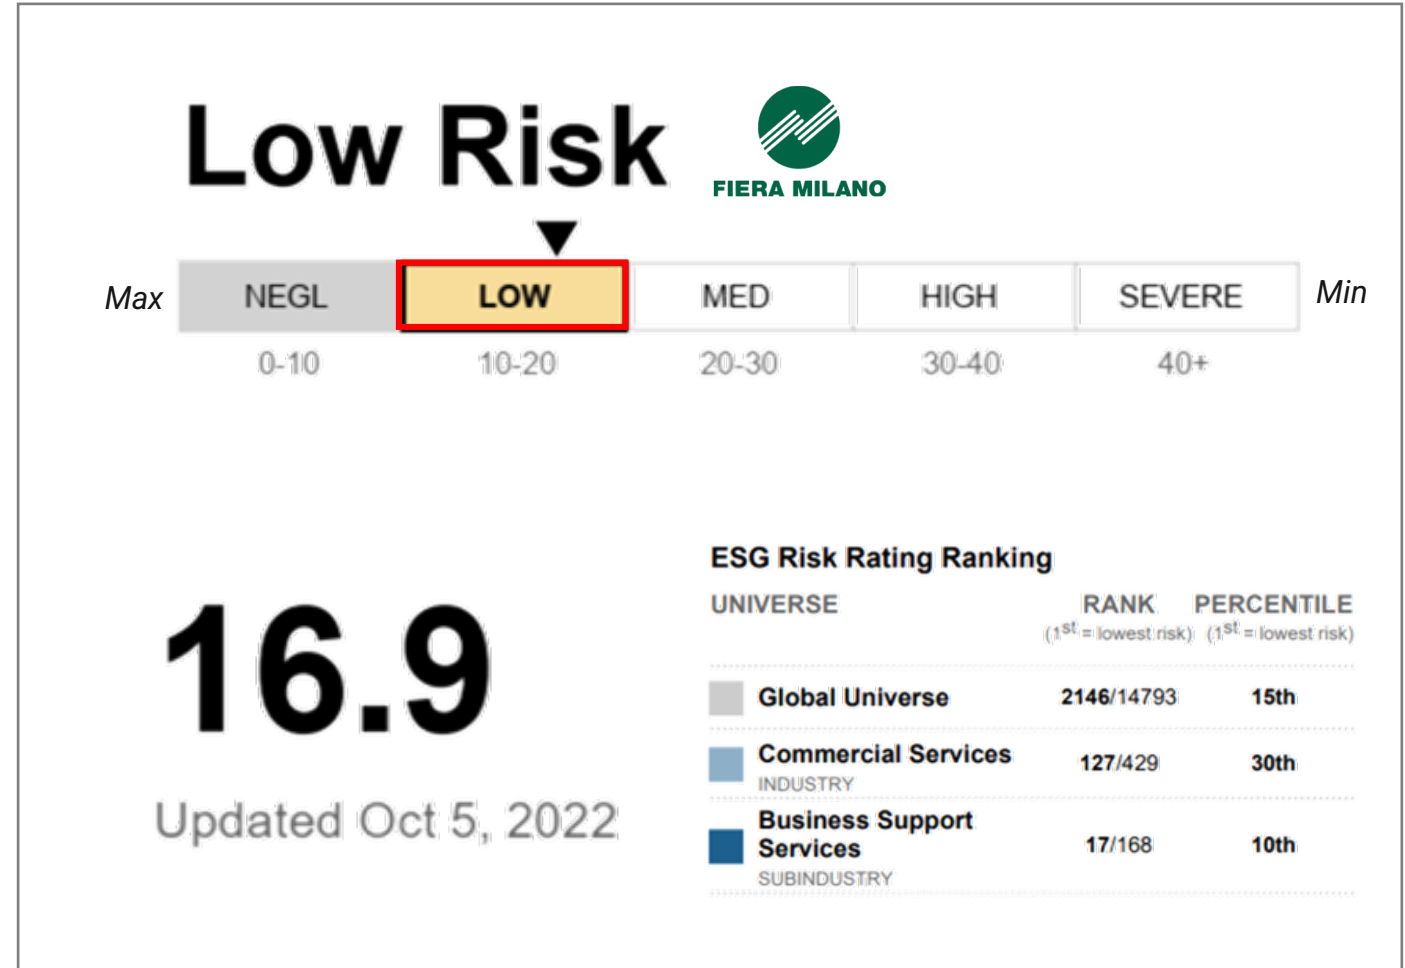 Low Risk
FIERA MILANO
Max NEGL LOW MED HIGH SEVERE Min
0-10 10-20 20-30 30-40 40+
16.9
Updated Oct 5, 2022
ESG Risk Rating Ranking
UNIVERSE RANK PERCENTILE
(1st = lowest risk) (1st = lowest risk)
Global Universe 2146/14793 15th
Commercial Services 127/429 30th
INDUSTRY
Business Support
Services 17/168 10th
SUBINDUSTRY